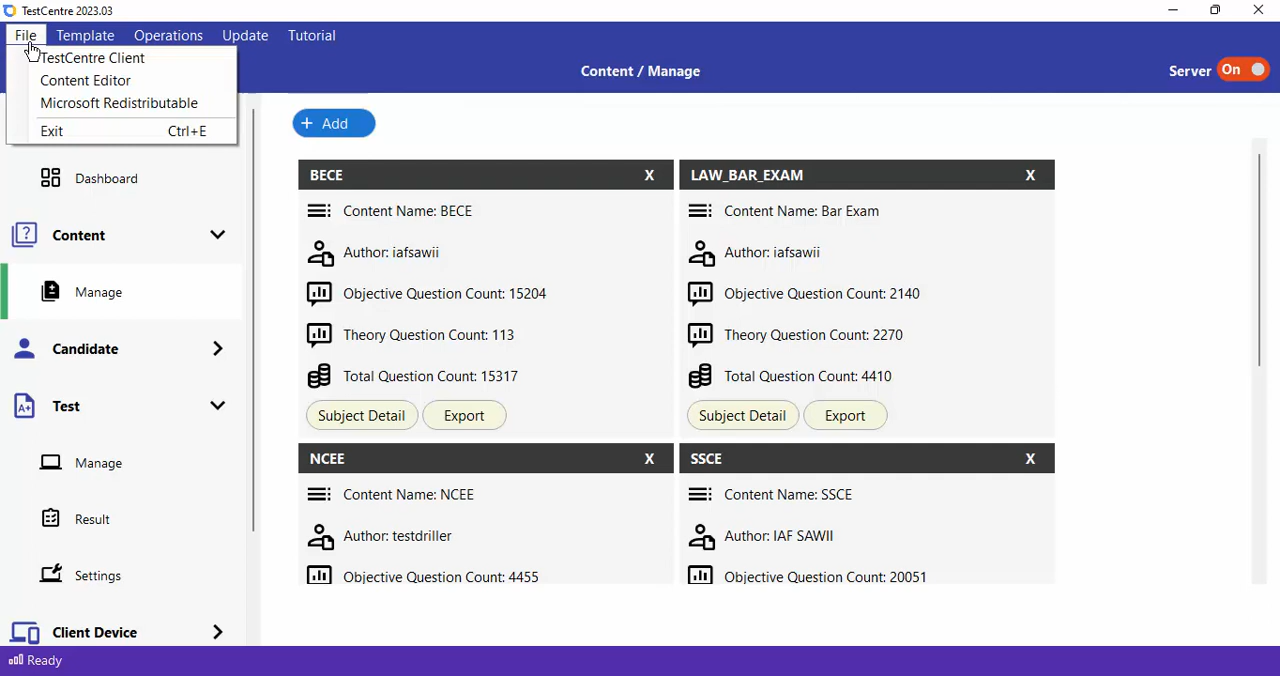 TestCentre 2023.03
File Template Operations Update Tutorial
TestCentre Client
Content Editor
Microsoft Redistributable
Exit Ctrl+E
Content / Manage
Server On
Dashboard
Content
Manage
Candidate
Test
Manage
Result
Settings
Client Device
+ Add
BECE X
Content Name: BECE
Author: iafsawii
Objective Question Count: 15204
Theory Question Count: 113
Total Question Count: 15317
Subject Detail Export
LAW_BAR_EXAM X
Content Name: Bar Exam
Author: iafsawii
Objective Question Count: 2140
Theory Question Count: 2270
Total Question Count: 4410
Subject Detail Export
NCEE X
Content Name: NCEE
Author: testdriller
Objective Question Count: 4455
SSCE X
Content Name: SSCE
Author: IAF SAWII
Objective Question Count: 20051
Ready